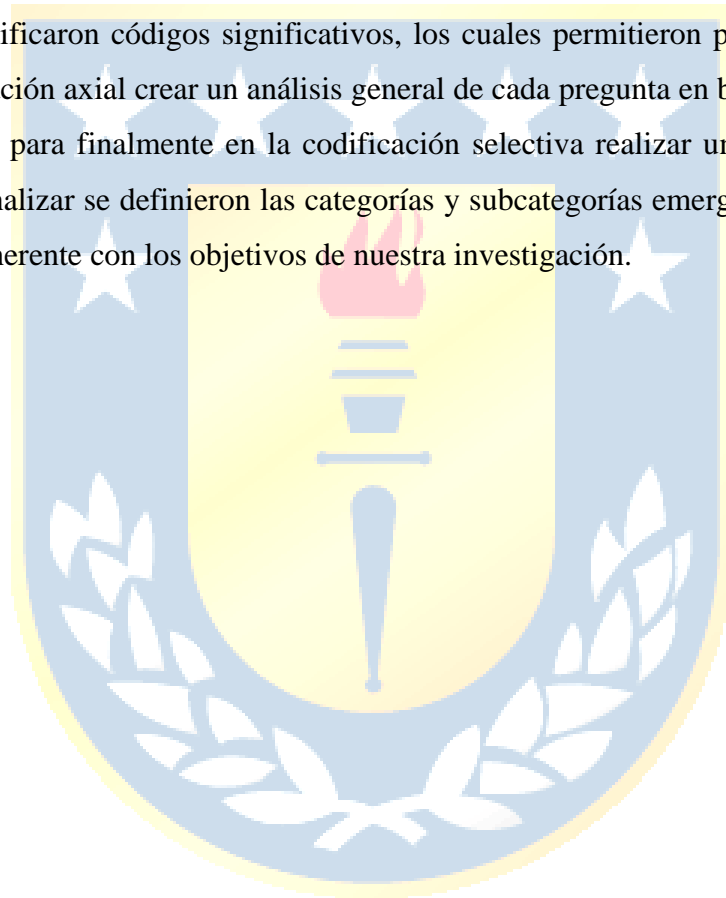 ificaron códigos significativos, los cuales permitieron p
ción axial crear un análisis general de cada pregunta en b
para finalmente en la codificación selectiva realizar un
nalizar se definieron las categorías y subcategorías emerg
herente con los objetivos de nuestra investigación.